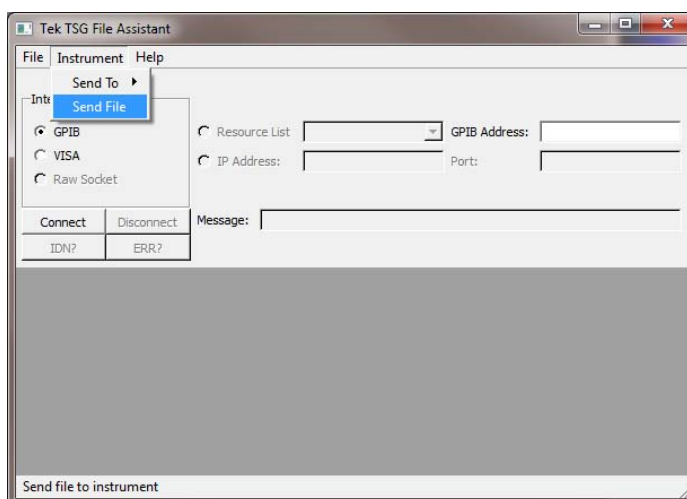 Tek TSG File Assistant
File Instrument Help
Send To
Send File
GPIB
VISA
Raw Socket
Resource List
GPIB Address:
IP Address:
Port:
Connect Disconnect
IDN? ERR?
Message:
Send file to instrument